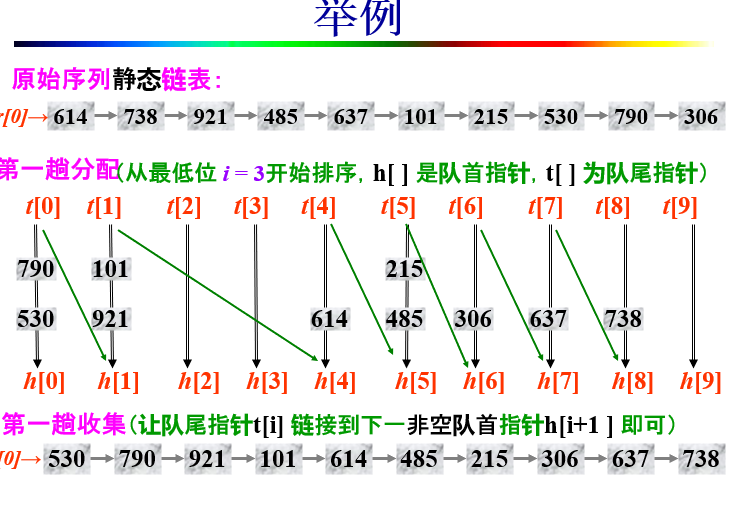 举例
原始序列静态链表：
r[0]→ 614 738 921 485 637 101 215 530 790 306
第一趟分配(从最低位 i = 3开始排序, h[ ] 是队首指针, t[ ] 为队尾指针)
t[0] t[1] t[2] t[3] t[4] t[5] t[6] t[7] t[8] t[9]
790 101 215
530 921 614 485 306 637 738
h[0] h[1] h[2] h[3] h[4] h[5] h[6] h[7] h[8] h[9]
第一趟收集(让队尾指针t[i] 链接到下一非空队首指针h[i+1 ] 即可)
[0]→ 530 790 921 101 614 485 215 306 637 738